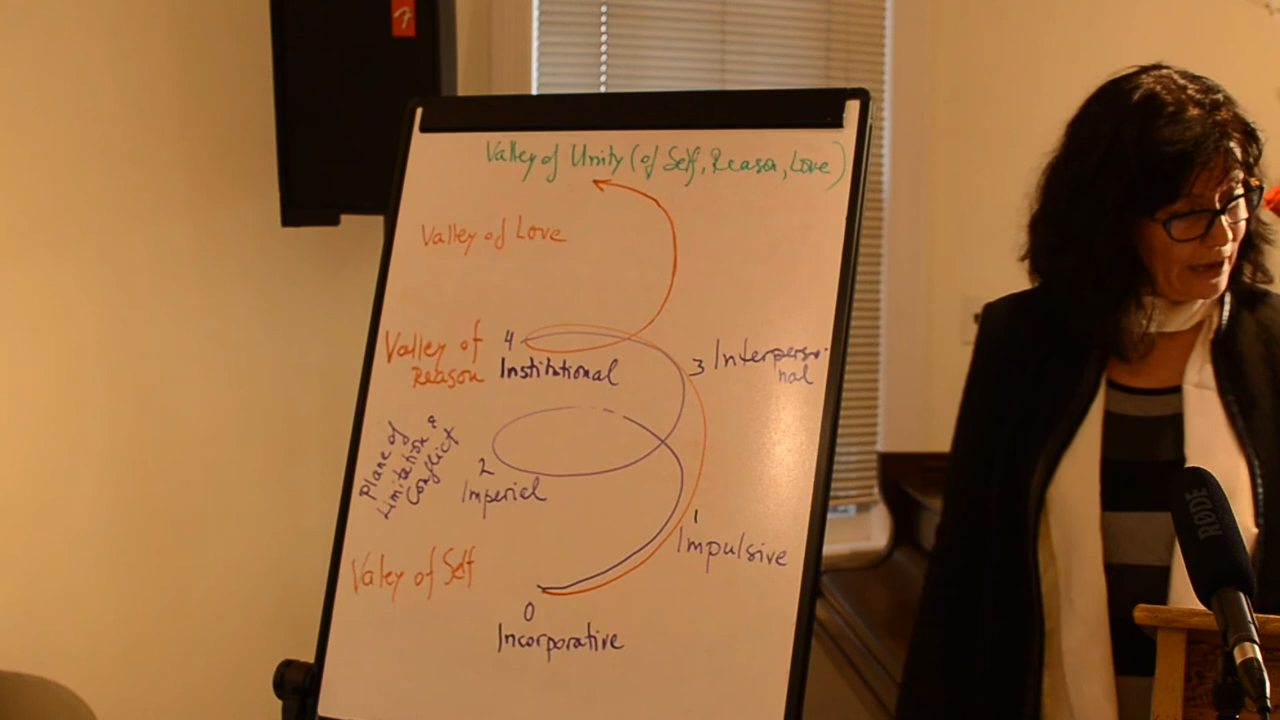 Valley of Unity (of Self, Reason, Love)
Valley of Love
Valley of
Reason
4
Institutional
3 Interperso-
nal
Plane of
Limitation &
Conflict
2
Imperial
1
Impulsive
Valey of Self
0
Incorporative
RØDE